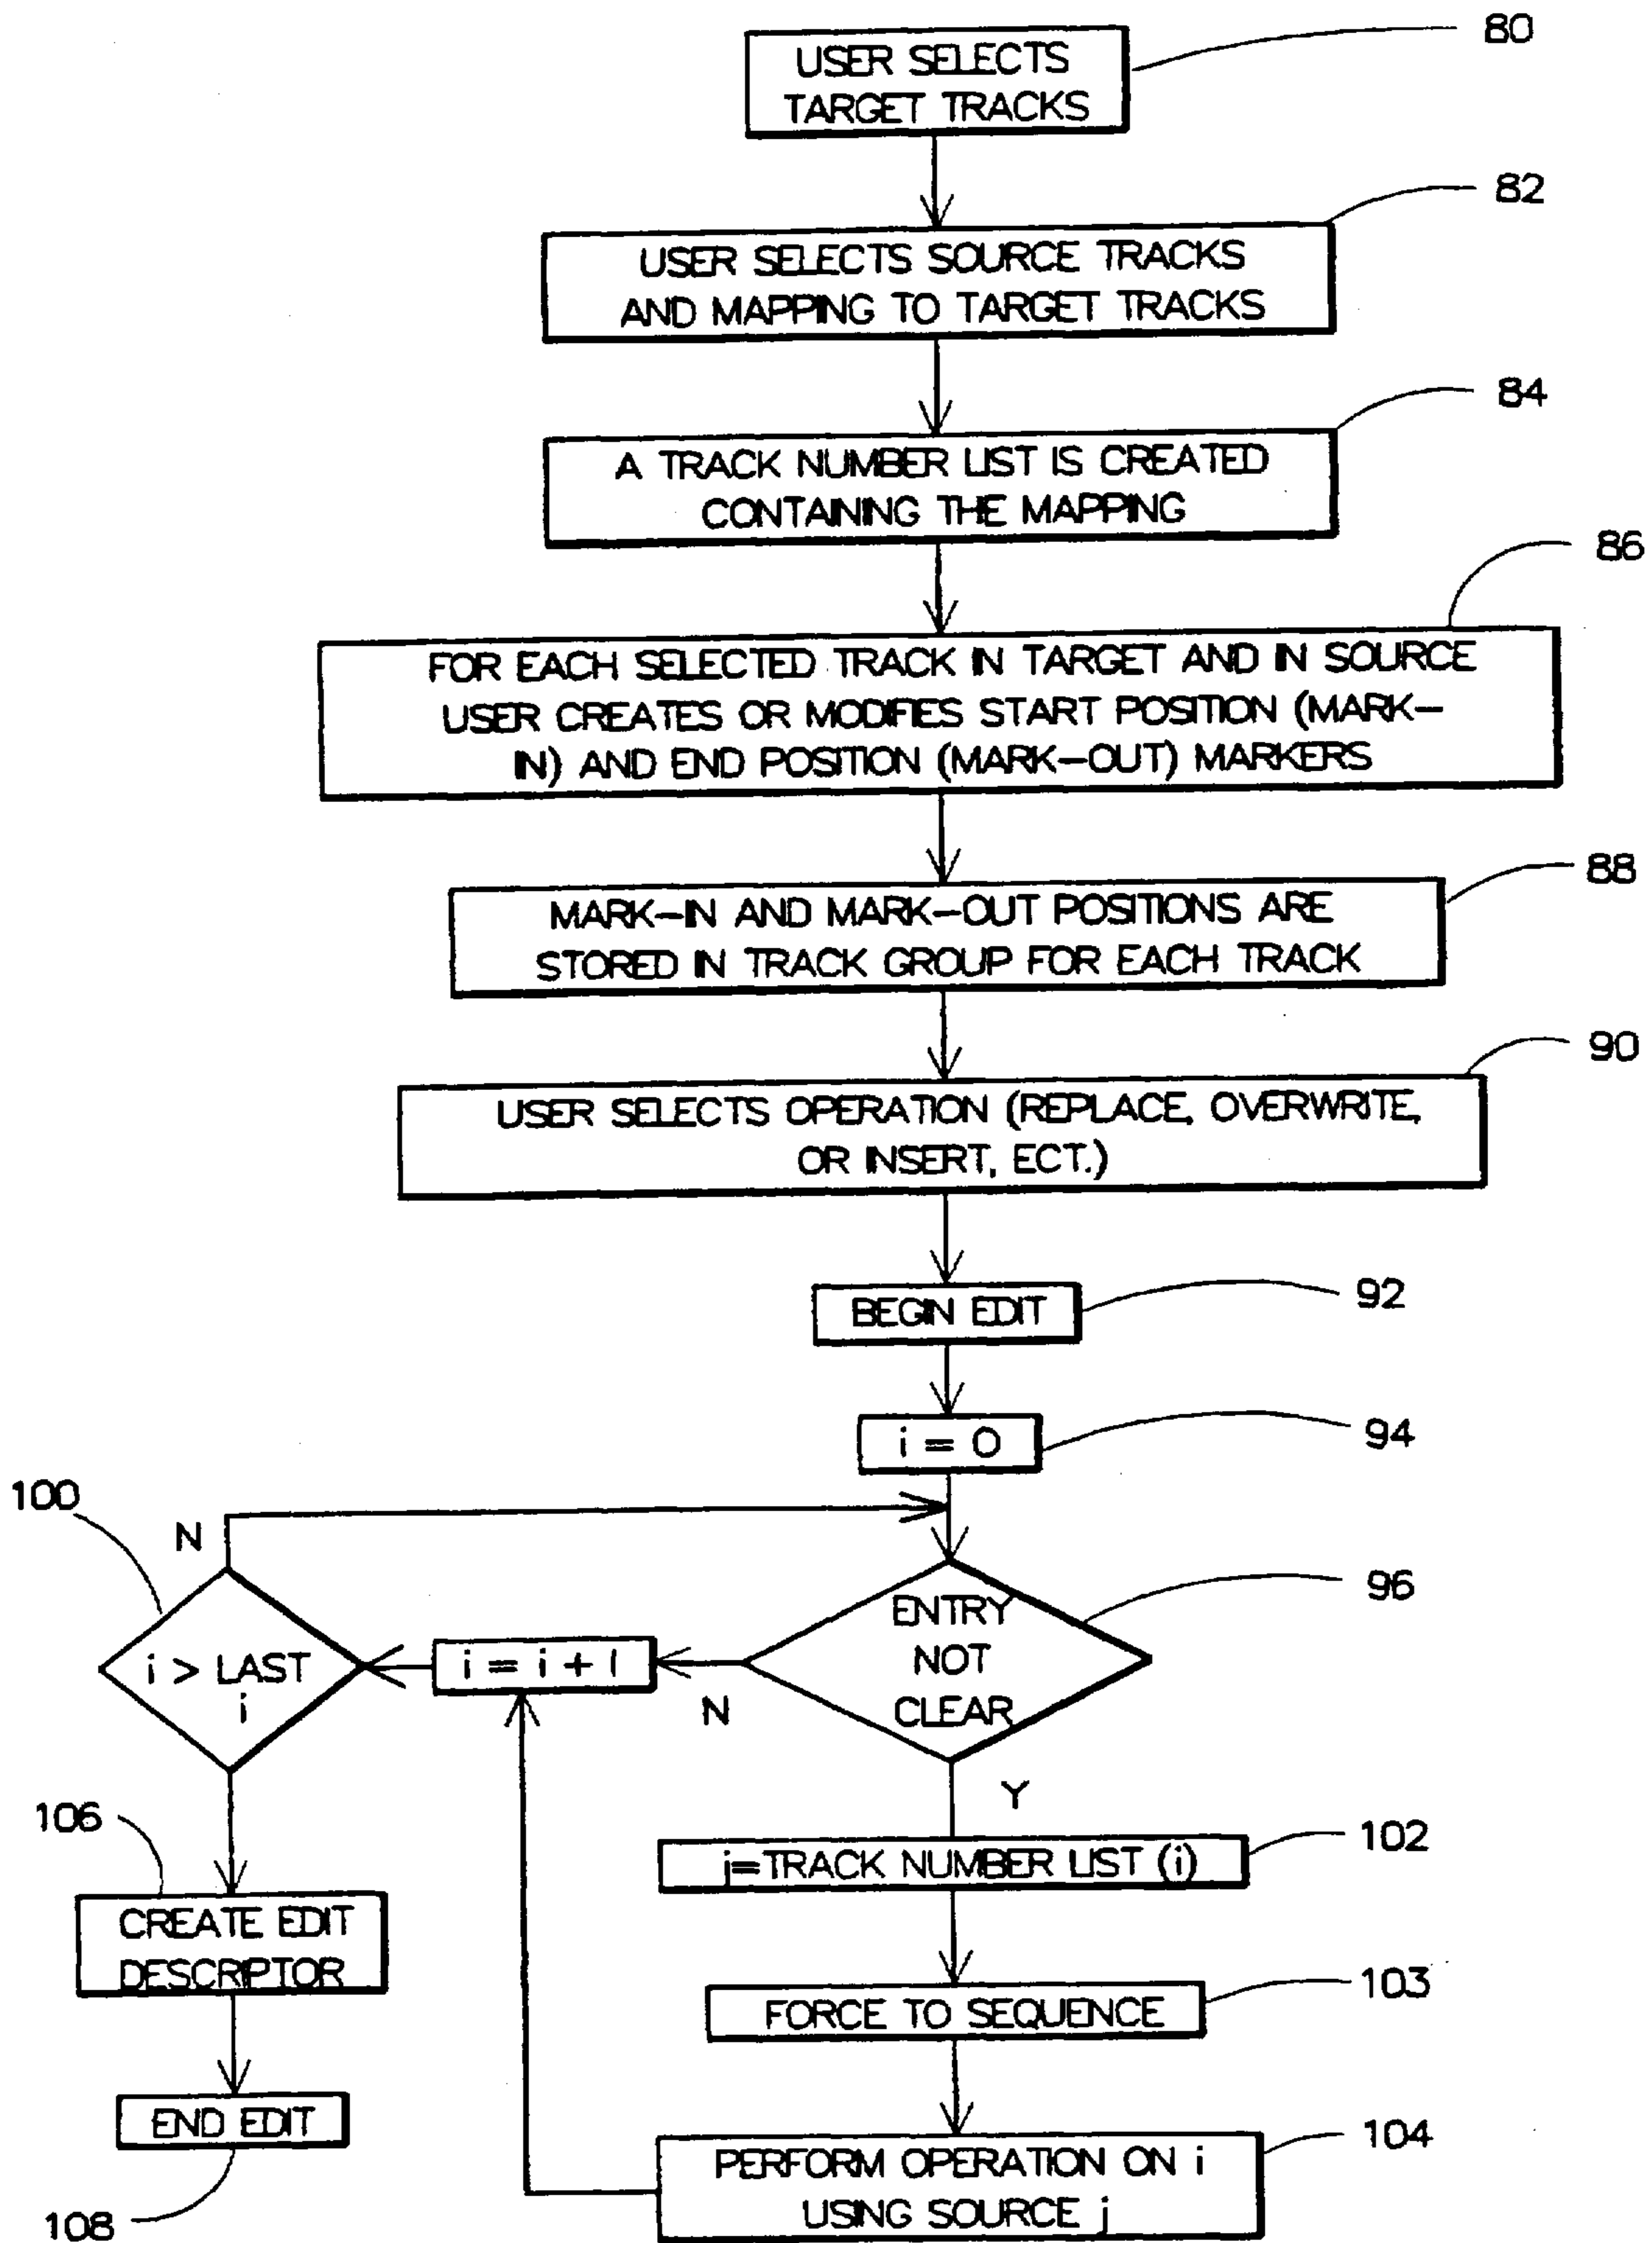 80
USER SELECTS
TARGET TRACKS
82
USER SELECTS SOURCE TRACKS
AND MAPPING TO TARGET TRACKS
84
A TRACK NUMBER LIST IS CREATED
CONTAINING THE MAPPING
86
FOR EACH SELECTED TRACK IN TARGET AND IN SOURCE
USER CREATES OR MODIFIES START POSITION (MARK-
IN) AND END POSITION (MARK-OUT) MARKERS
88
MARK-IN AND MARK-OUT POSITIONS ARE
STORED IN TRACK GROUP FOR EACH TRACK
90
USER SELECTS OPERATION (REPLACE, OVERWRITE,
OR INSERT, ECT.)
92
BEGIN EDIT
94
i = 0
100
N
96
ENTRY
NOT
CLEAR
i = i + 1
i > LAST
i
N
Y
106
102
j=TRACK NUMBER LIST (i)
CREATE EDIT
DESCRIPTOR
103
FORCE TO SEQUENCE
END EDIT
104
PERFORM OPERATION ON i
USING SOURCE j
108